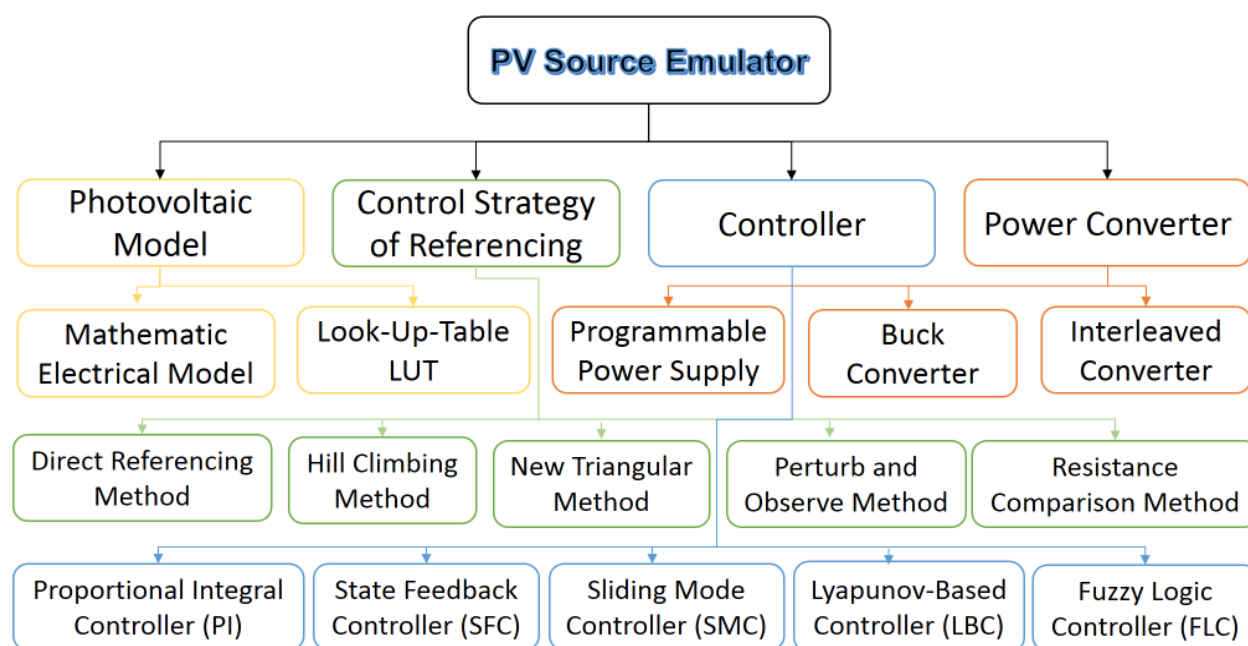 PV Source Emulator
Photovoltaic
Model
Control Strategy
of Referencing
Controller
Power Converter
Mathematic
Electrical Model
Look-Up-Table
LUT
Programmable
Power Supply
Buck
Converter
Interleaved
Converter
Direct Referencing
Method
Hill Climbing
Method
New Triangular
Method
Perturb and
Observe Method
Resistance
Comparison Method
Proportional Integral
Controller (PI)
State Feedback
Controller (SFC)
Sliding Mode
Controller (SMC)
Lyapunov-Based
Controller (LBC)
Fuzzy Logic
Controller (FLC)